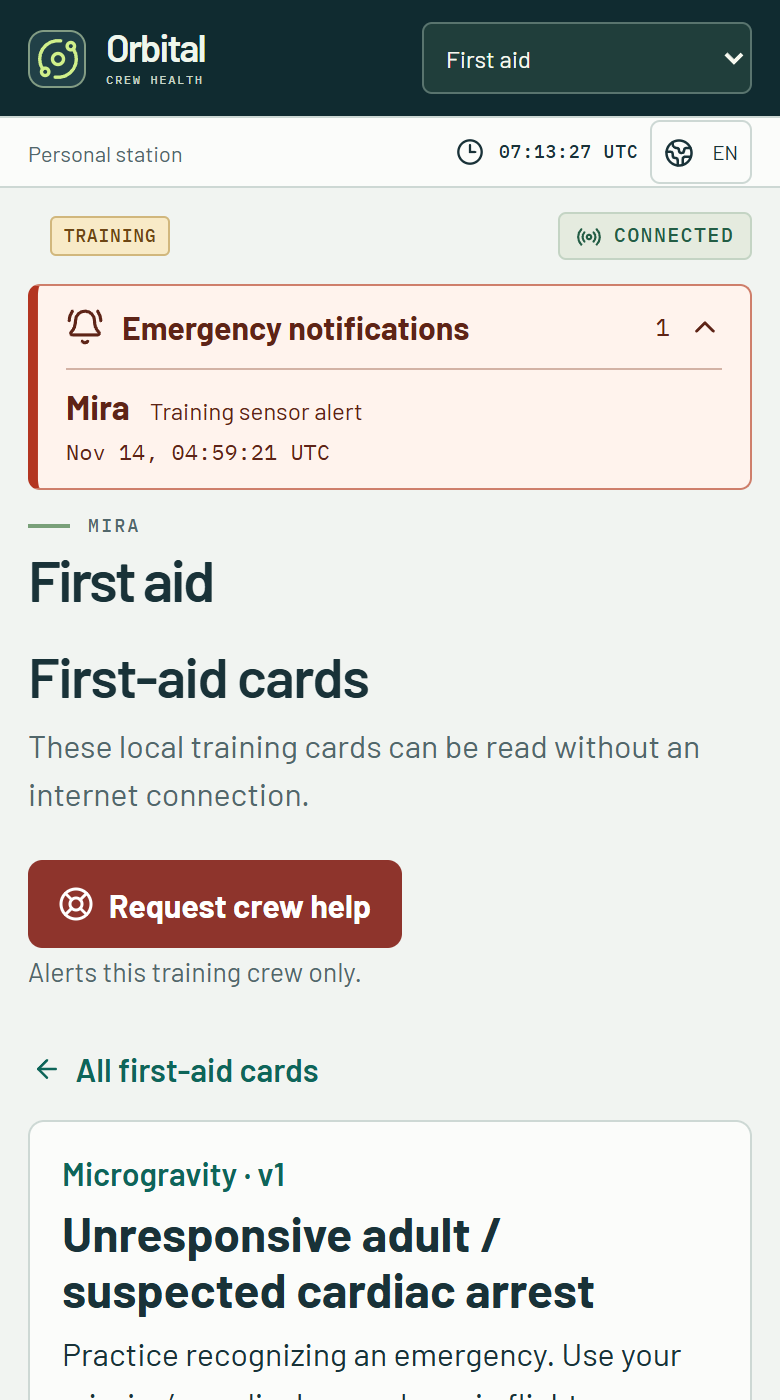 Orbital
CREW HEALTH
First aid
Personal station
07:13:27 UTC
EN
TRAINING
CONNECTED
Emergency notifications
1
Mira Training sensor alert
Nov 14, 04:59:21 UTC
MIRA
First aid
First-aid cards
These local training cards can be read without an
internet connection.
Request crew help
Alerts this training crew only.
All first-aid cards
Microgravity · v1
Unresponsive adult /
suspected cardiac arrest
Practice recognizing an emergency. Use your